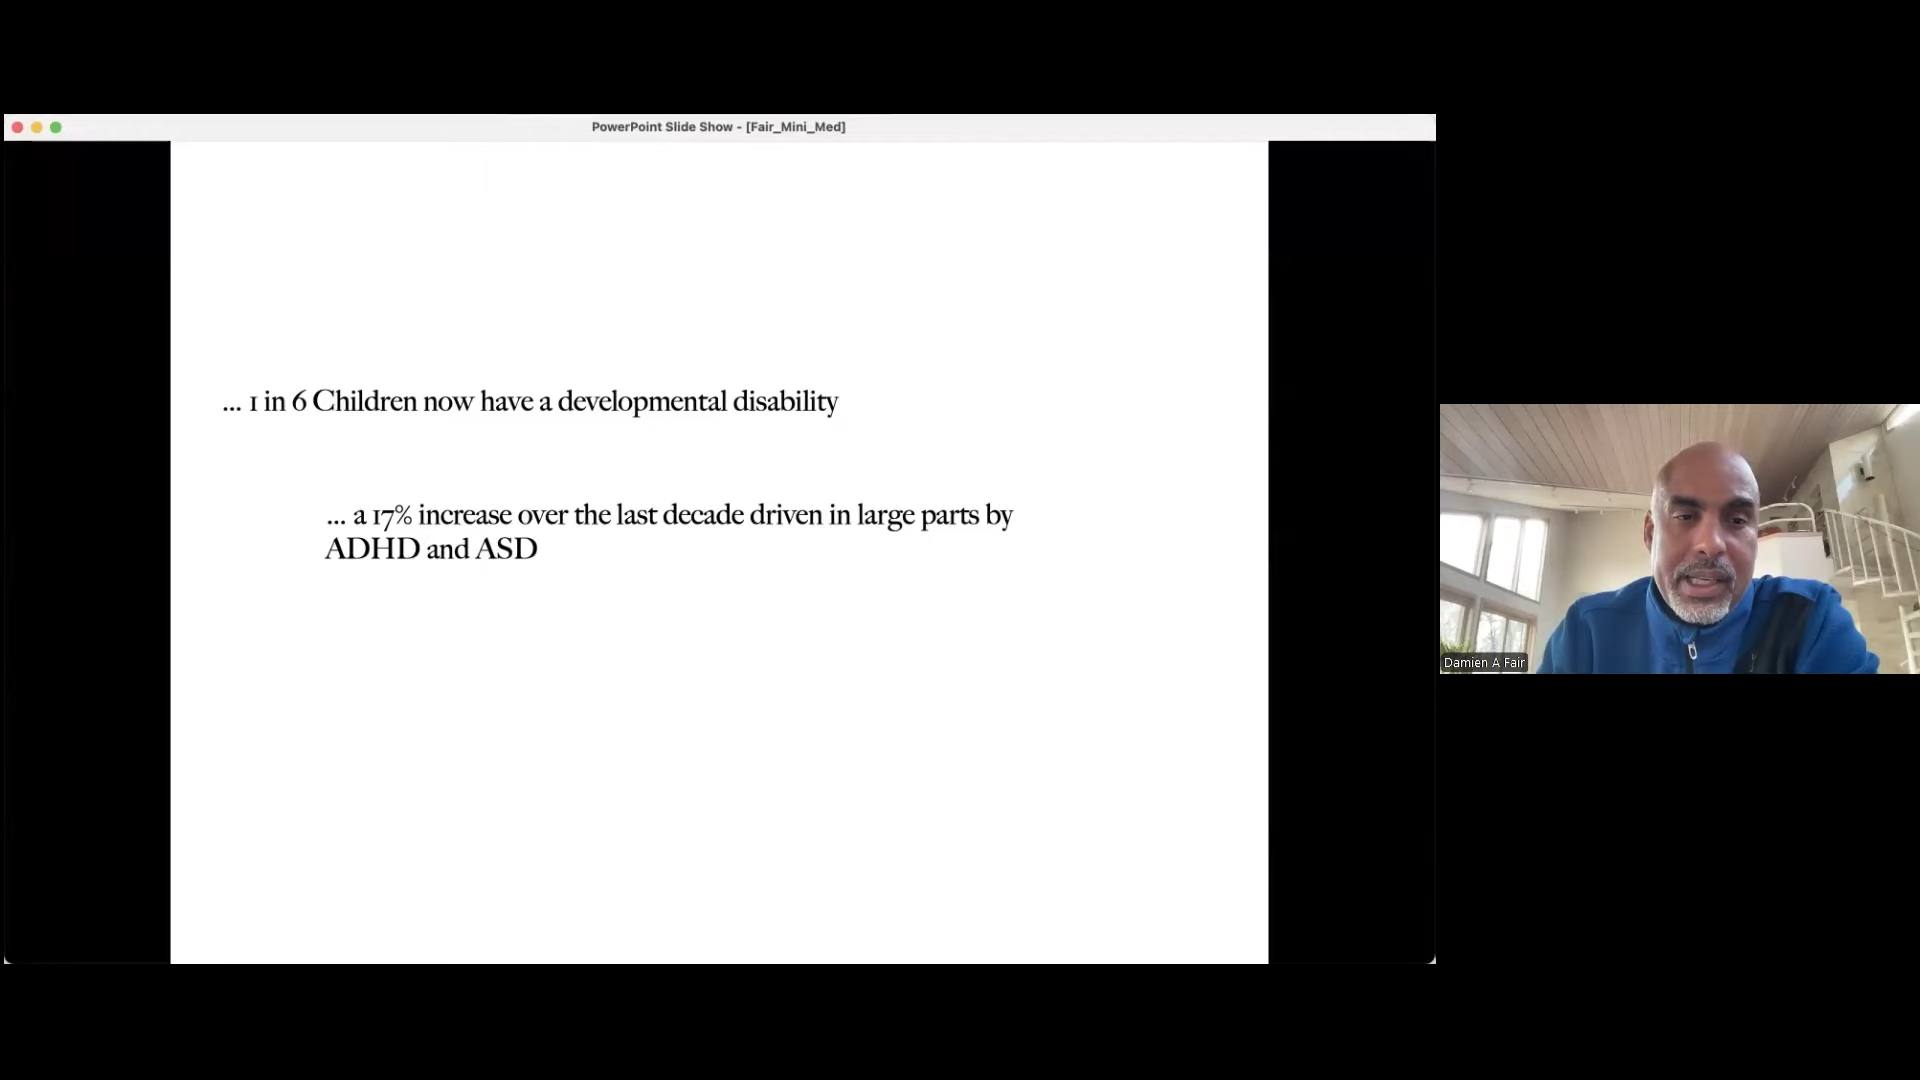 PowerPoint Slide Show - [Fair_Mini_Med]
... 1 in 6 Children now have a developmental disability
... a 17% increase over the last decade driven in large parts by
ADHD and ASD
Damien A Fair